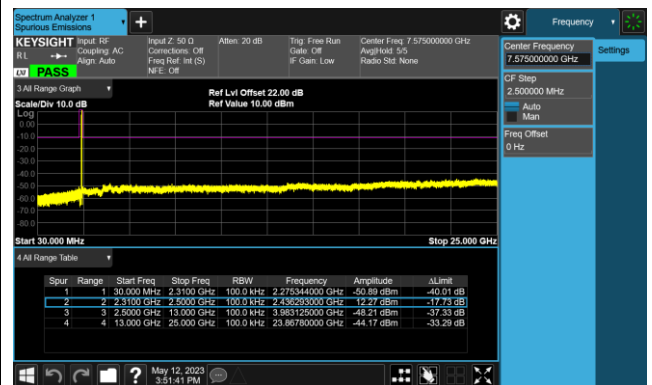 Spectrum Analyzer 1
Spurious Emissions
Frequency
KEYSIGHT Input: RF
Coupling: AC
Align: Auto
RL
LXI PASS
Input Z: 50 Ω
Corrections: Off
Freq Ref: Int (S)
NFE: Off
Atten: 20 dB
Trig: Free Run
Gate: Off
IF Gain: Low
Center Freq: 7.575000000 GHz
Avg|Hold: 5/5
Radio Std: None
Center Frequency
7.575000000 GHz
Settings
CF Step
2.500000 MHz
Auto
Man
Freq Offset
0 Hz
3 All Range Graph
Scale/Div 10.0 dB
Ref Lvl Offset 22.00 dB
Ref Value 10.00 dBm
Log
0.00
-10.0
-20.0
-30.0
-40.0
-50.0
-60.0
-70.0
-80.0
Start 30.000 MHz
Stop 25.000 GHz
4 All Range Table
Spur Range Start Freq Stop Freq RBW Frequency Amplitude ΔLimit
1 1 30.000 MHz 2.3100 GHz 100.0 kHz 2.275344000 GHz -50.89 dBm -40.01 dB
2 2 2.3100 GHz 2.5000 GHz 100.0 kHz 2.436293000 GHz 12.27 dBm -17.73 dB
3 3 2.5000 GHz 13.000 GHz 100.0 kHz 3.983125000 GHz -48.21 dBm -37.33 dB
4 4 13.000 GHz 25.000 GHz 100.0 kHz 23.86780000 GHz -44.17 dBm -33.29 dB
?
May 12, 2023
3:51:41 PM